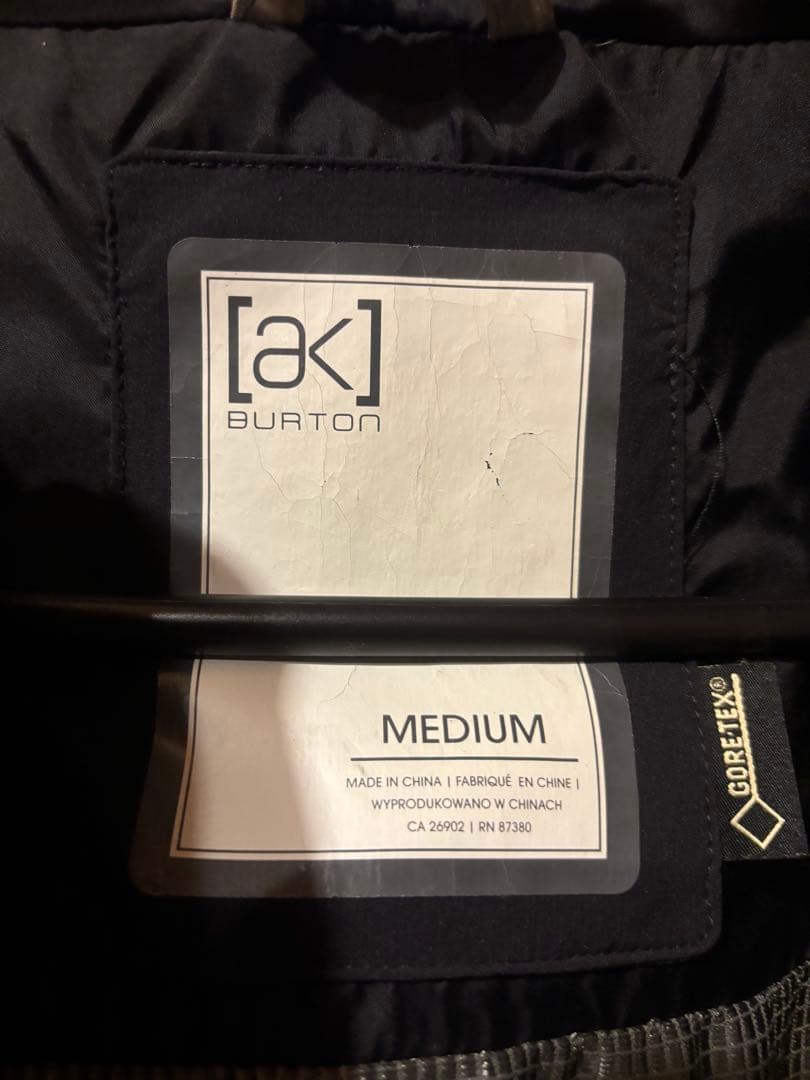 [ak]
BURTON
MEDIUM
MADE IN CHINA | FABRIQUÉ EN CHINE |
WYPRODUKOWANO W CHINACH
CA 26902 | RN 87380
GORE-TEX®